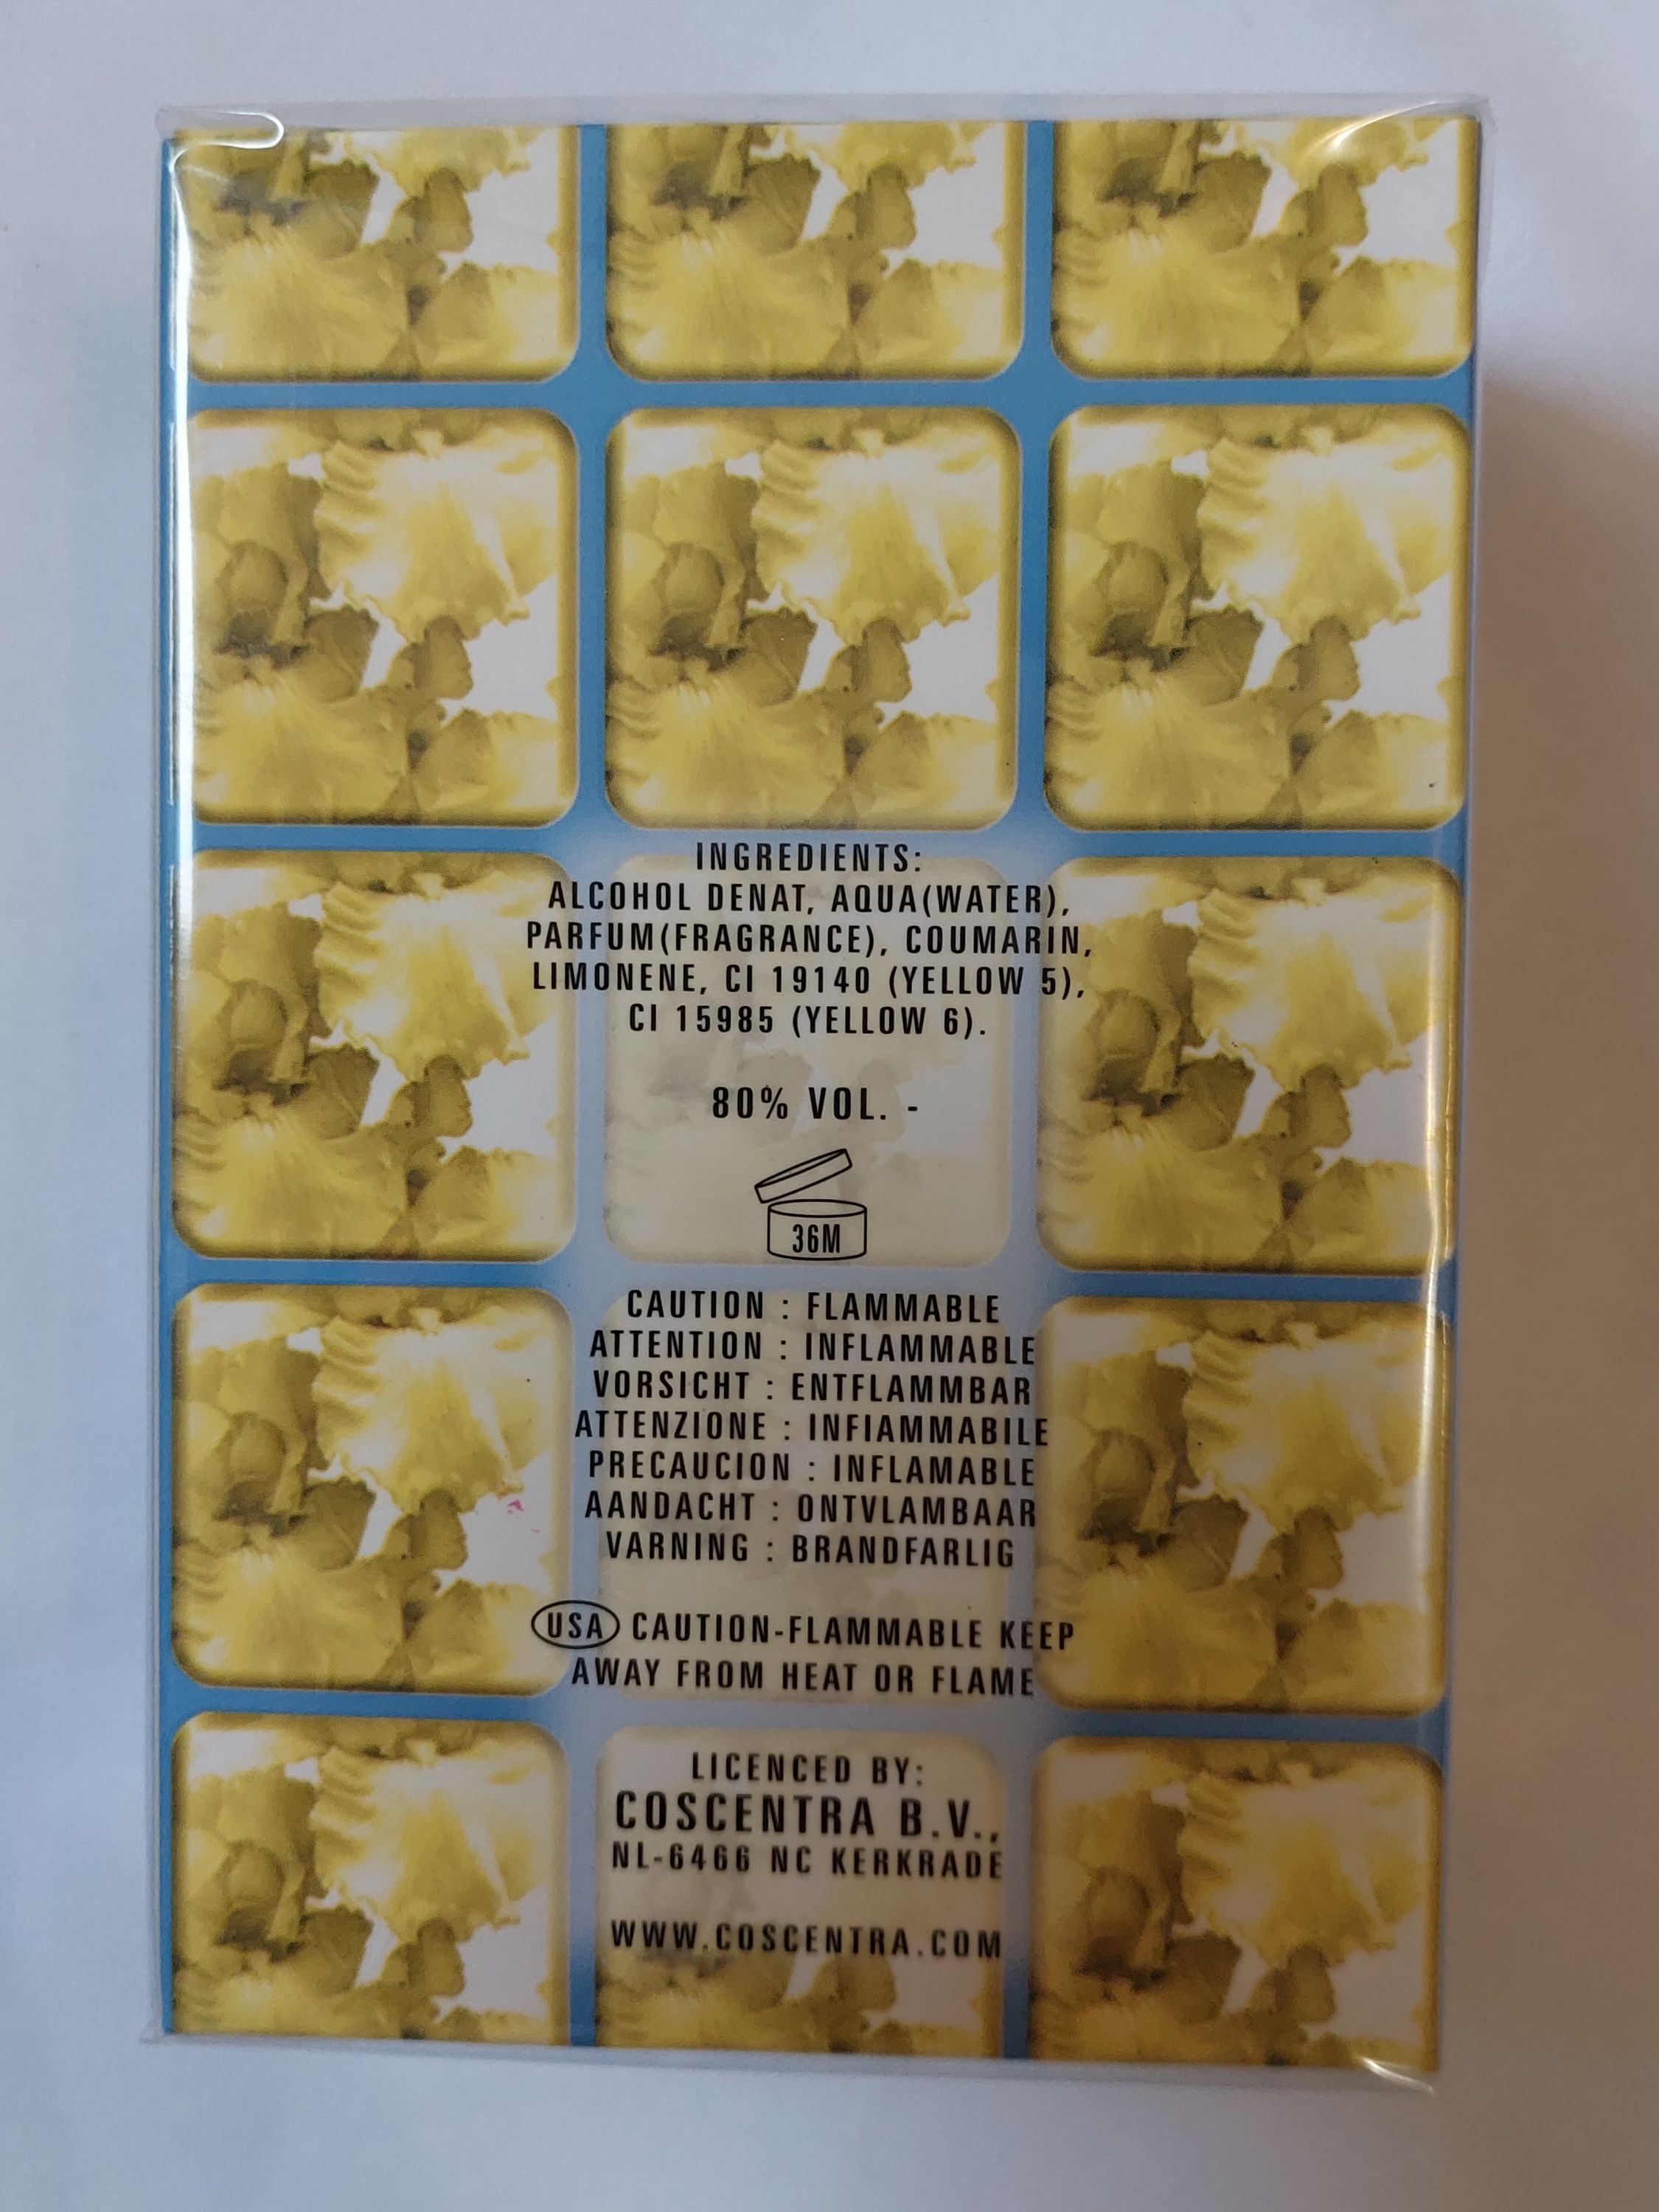 INGREDIENTS:
ALCOHOL DENAT, AQUA(WATER),
PARFUM(FRAGRANCE), COUMARIN,
LIMONENE, CI 19140 (YELLOW 5),
CI 15985 (YELLOW 6).
80% VOL. -
36M
CAUTION : FLAMMABLE
ATTENTION : INFLAMMABLE
VORSICHT : ENTFLAMMBAR
ATTENZIONE : INFIAMMABILE
PRECAUCION : INFLAMABLE
AANDACHT : ONTVLAMBAAR
VARNING : BRANDFARLIG
USA CAUTION-FLAMMABLE KEEP
AWAY FROM HEAT OR FLAME
LICENCED BY:
COSCENTRA B.V.,
NL-6466 NC KERKRADE
WWW.COSCENTRA.COM